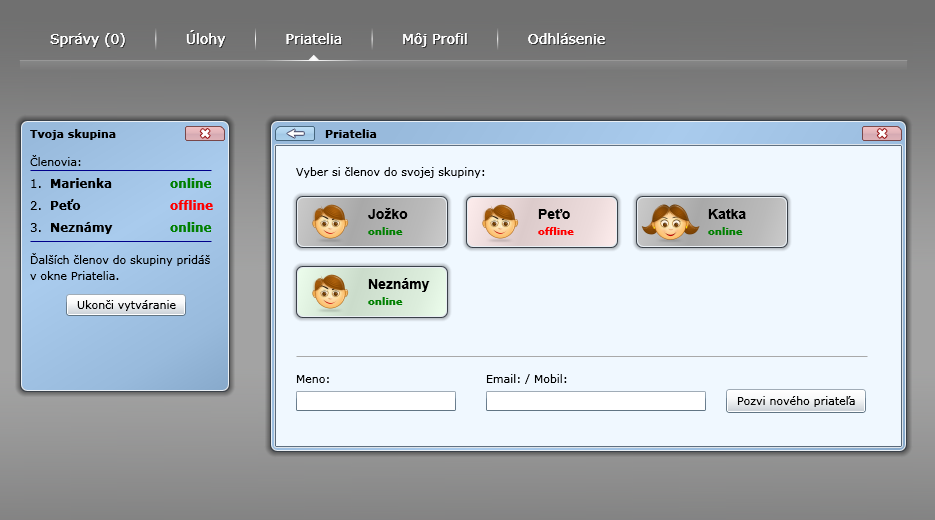 Správy (0) Úlohy Priatelia Môj Profil Odhlásenie
Tvoja skupina
Členovia:
1. Marienka online
2. Peťo offline
3. Neznámy online
Ďalších členov do skupiny pridáš
v okne Priatelia.
Ukonči vytváranie
Priatelia
Vyber si členov do svojej skupiny:
Jožko
online
Peťo
offline
Katka
online
Neznámy
online
Meno:
Email: / Mobil:
Pozvi nového priateľa